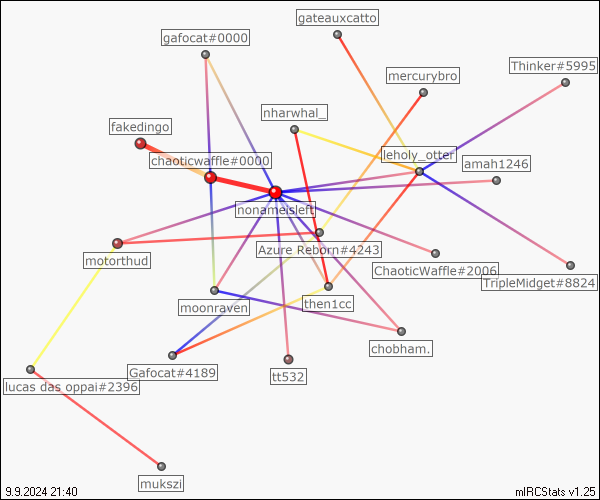 gateauxcatto
gafocat#0000
Thinker#5995
mercurybro
nharwhal_
fakedingo
leholy_otter
chaoticwaffle#0000
amah1246
nonameisleft
Azure Reborn#4243
motorthud
ChaoticWaffle#2006
TripleMidget#8824
moonraven
then1cc
chobham.
Gafocat#4189
tt532
lucas das oppai#2396
mukszi
9.9.2024 21:40
mIRCStats v1.25